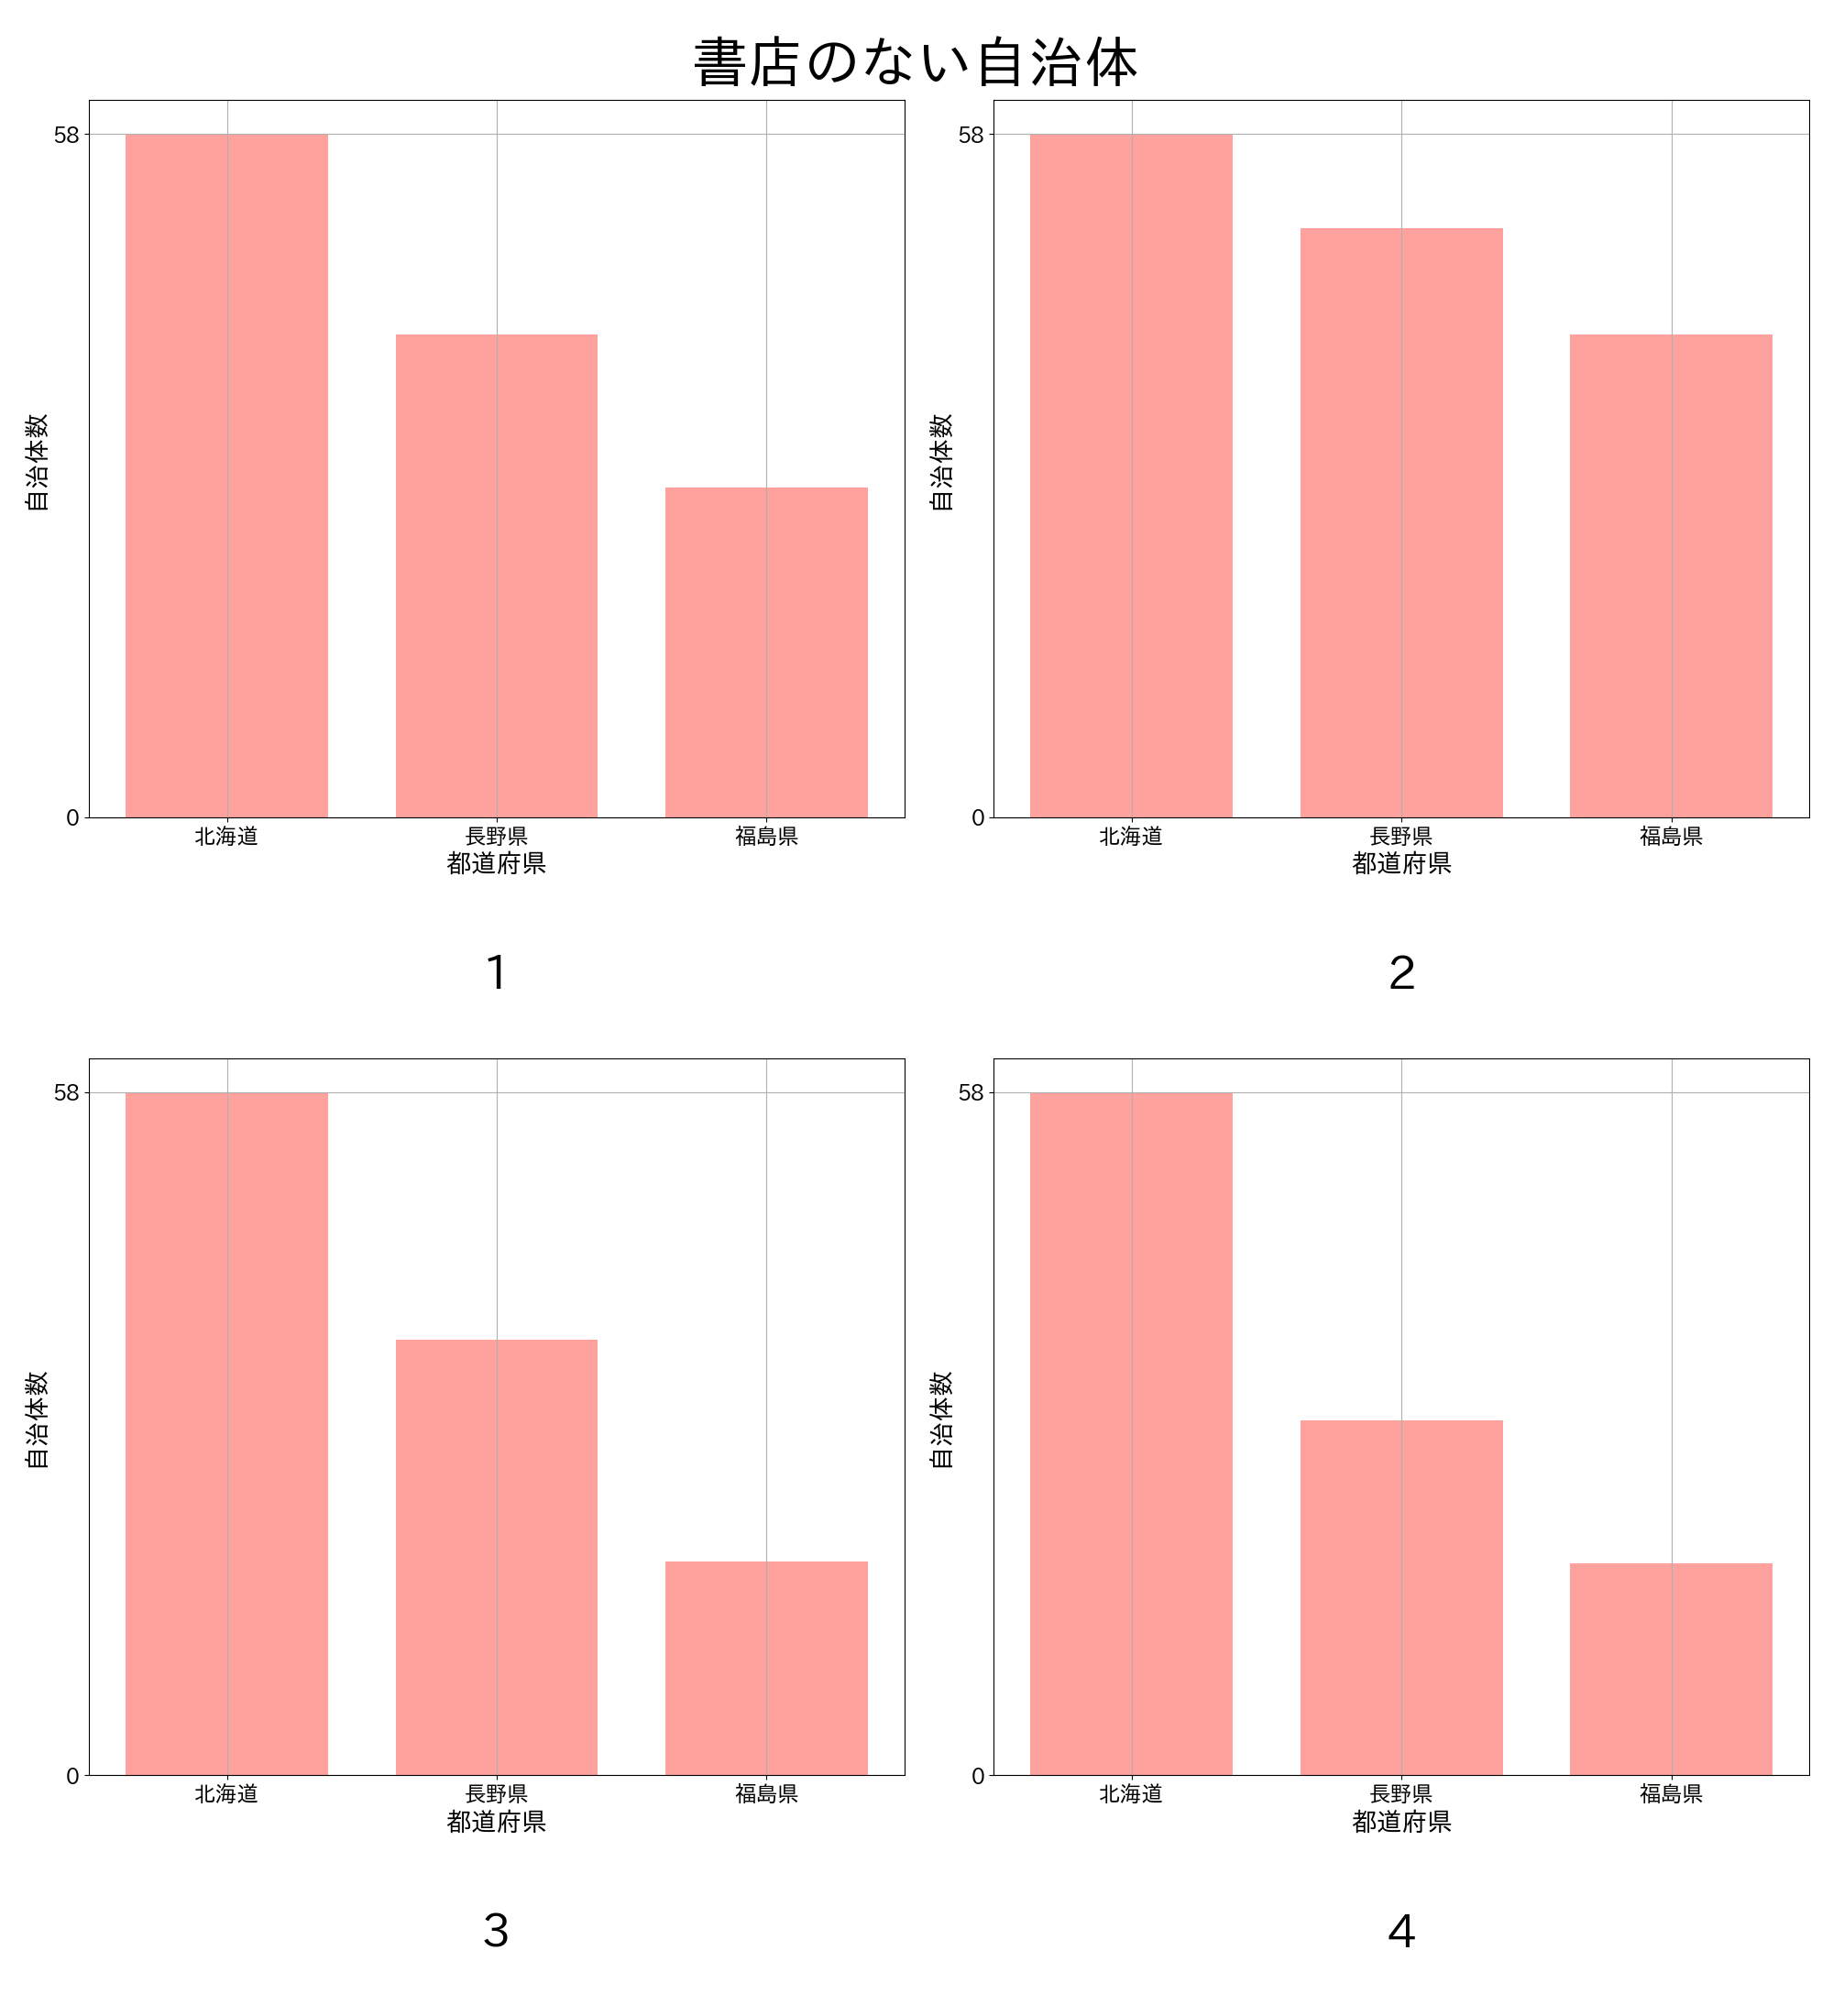 書店のない自治体
58
0
自治体数
北海道 長野県 福島県
都道府県
1
58
0
自治体数
北海道 長野県 福島県
都道府県
2
58
0
自治体数
北海道 長野県 福島県
都道府県
3
58
0
自治体数
北海道 長野県 福島県
都道府県
4